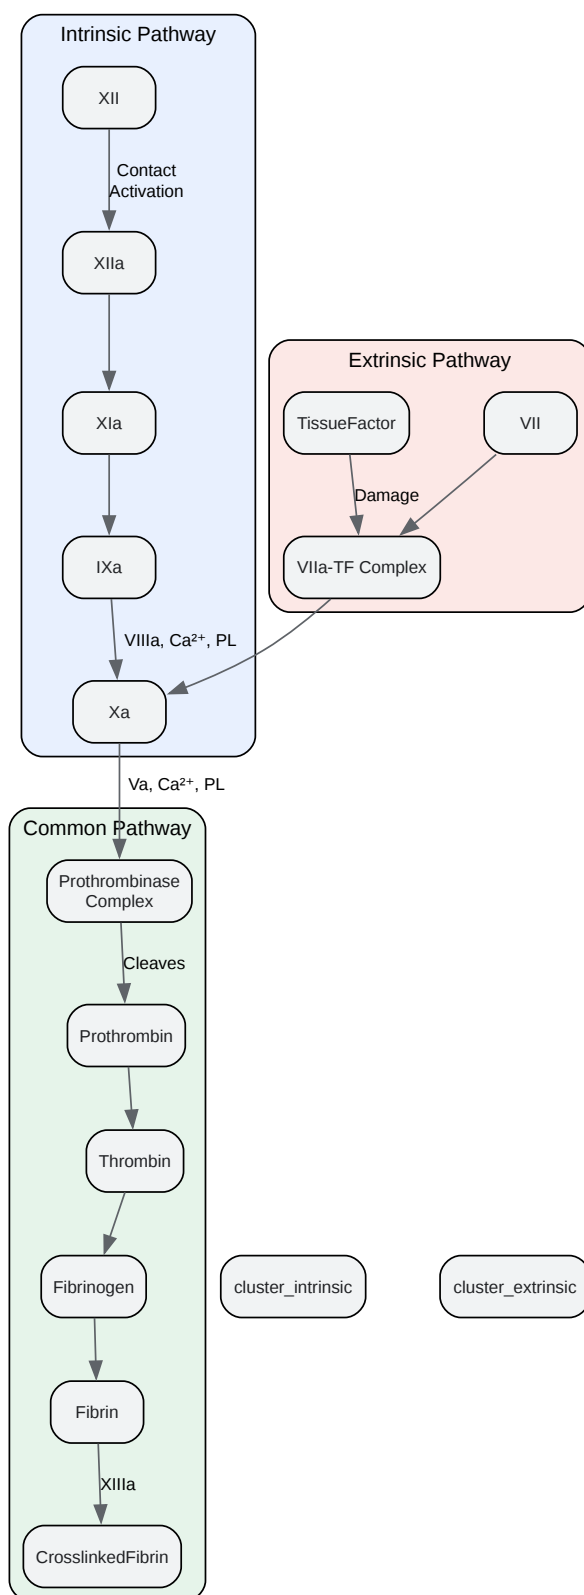 Intrinsic Pathway
XII
Contact
Activation
XIIa
XIa
IXa
VIIIa, Ca²⁺, PL
Xa
Extrinsic Pathway
TissueFactor
VII
Damage
VIIa-TF Complex
Va, Ca²⁺, PL
Common Pathway
Prothrombinase
Complex
Cleaves
Prothrombin
Thrombin
Fibrinogen
cluster_intrinsic
cluster_extrinsic
Fibrin
XIIIa
CrosslinkedFibrin